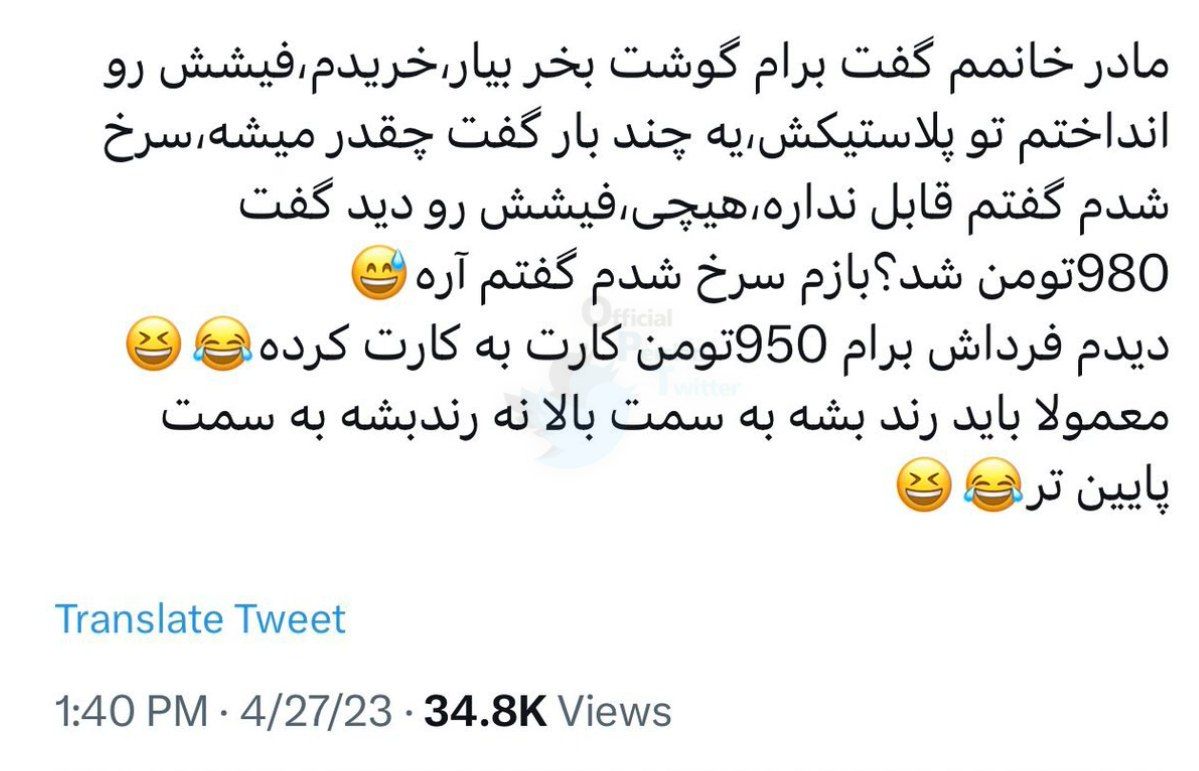 مادر خانمم گفت برام گوشت بخر بیار،خریدم،فیشش رو
انداختم تو پلاستیکش،یه چند بار گفت چقدر میشه،سرخ
شدم گفتم قابل نداره،هیچی،فیشش رو دید گفت
980تومن شد؟بازم سرخ شدم گفتم آره😅
دیدم فرداش برام 950تومن کارت به کارت کرده😂😆
معمولا باید رند بشه به سمت بالا نه رندبشه به سمت
پایین تر😂😆
Official
Twitter
Translate Tweet
1:40 PM · 4/27/23 · 34.8K Views